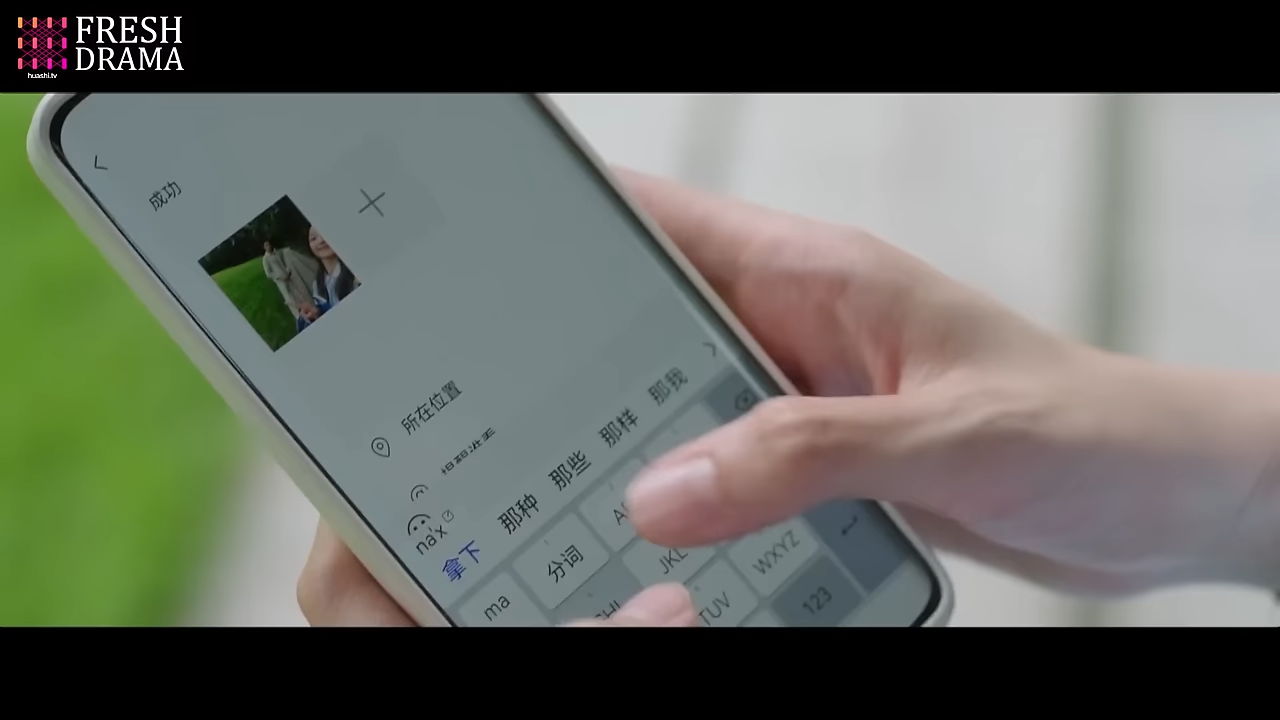 FRESH
DRAMA
huashi.tv
成功
所在位置
na'x
拿下 那种 那些 那样 那我
ma
分词
JKL
TUV
WXYZ
123